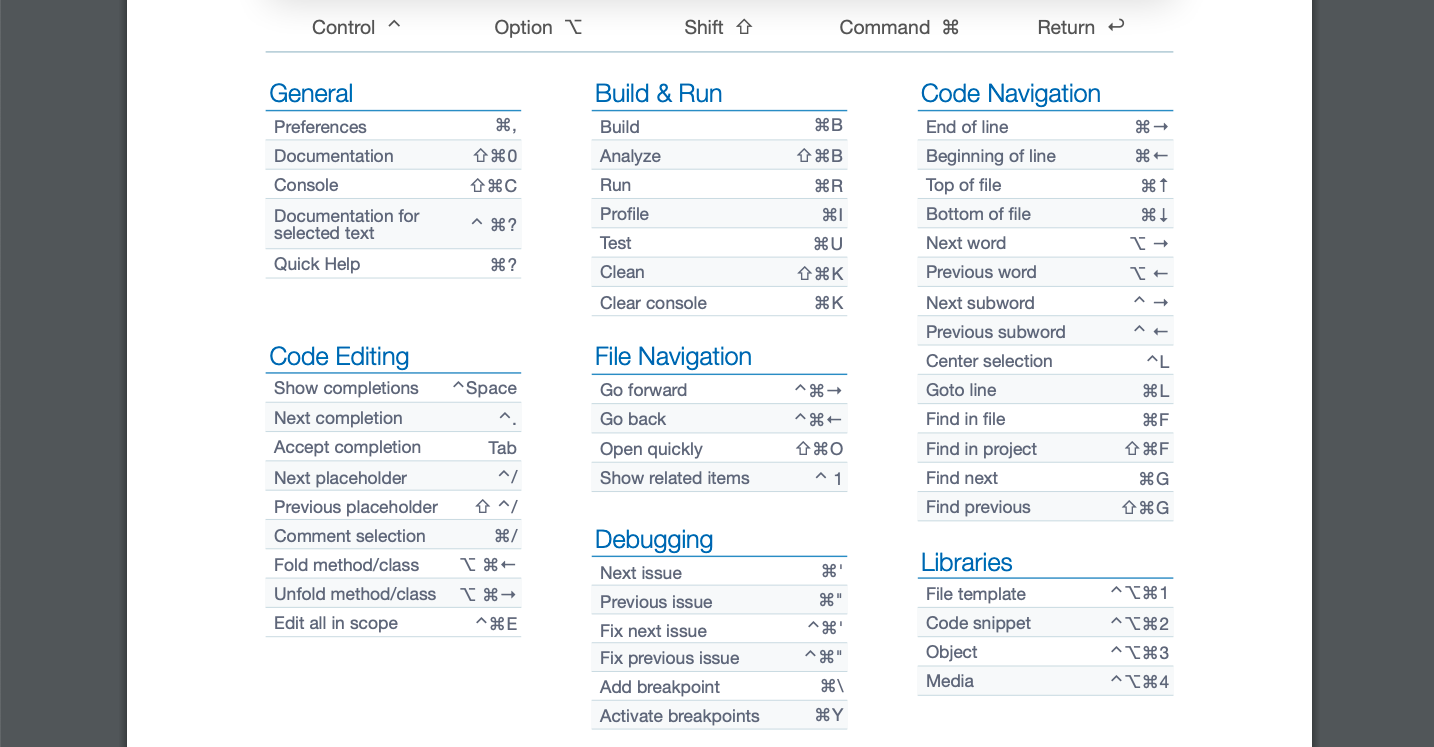 Control ^ Option ⌥ Shift ⇧ Command ⌘ Return ↩
General
Preferences ⌘,
Documentation ⇧⌘0
Console ⇧⌘C
Documentation for
selected text ^ ⌘?
Quick Help ⌘?
Code Editing
Show completions ^Space
Next completion ^.
Accept completion Tab
Next placeholder ^/
Previous placeholder ⇧ ^/
Comment selection ⌘/
Fold method/class ⌥ ⌘←
Unfold method/class ⌥ ⌘→
Edit all in scope ^⌘E
Build & Run
Build ⌘B
Analyze ⇧⌘B
Run ⌘R
Profile ⌘I
Test ⌘U
Clean ⇧⌘K
Clear console ⌘K
File Navigation
Go forward ^⌘→
Go back ^⌘←
Open quickly ⇧⌘O
Show related items ^ 1
Debugging
Next issue ⌘'
Previous issue ⌘"
Fix next issue ^⌘'
Fix previous issue ^⌘"
Add breakpoint ⌘\
Activate breakpoints ⌘Y
Code Navigation
End of line ⌘→
Beginning of line ⌘←
Top of file ⌘↑
Bottom of file ⌘↓
Next word ⌥ →
Previous word ⌥ ←
Next subword ^ →
Previous subword ^ ←
Center selection ^L
Goto line ⌘L
Find in file ⌘F
Find in project ⇧⌘F
Find next ⌘G
Find previous ⇧⌘G
Libraries
File template ^⌥⌘1
Code snippet ^⌥⌘2
Object ^⌥⌘3
Media ^⌥⌘4